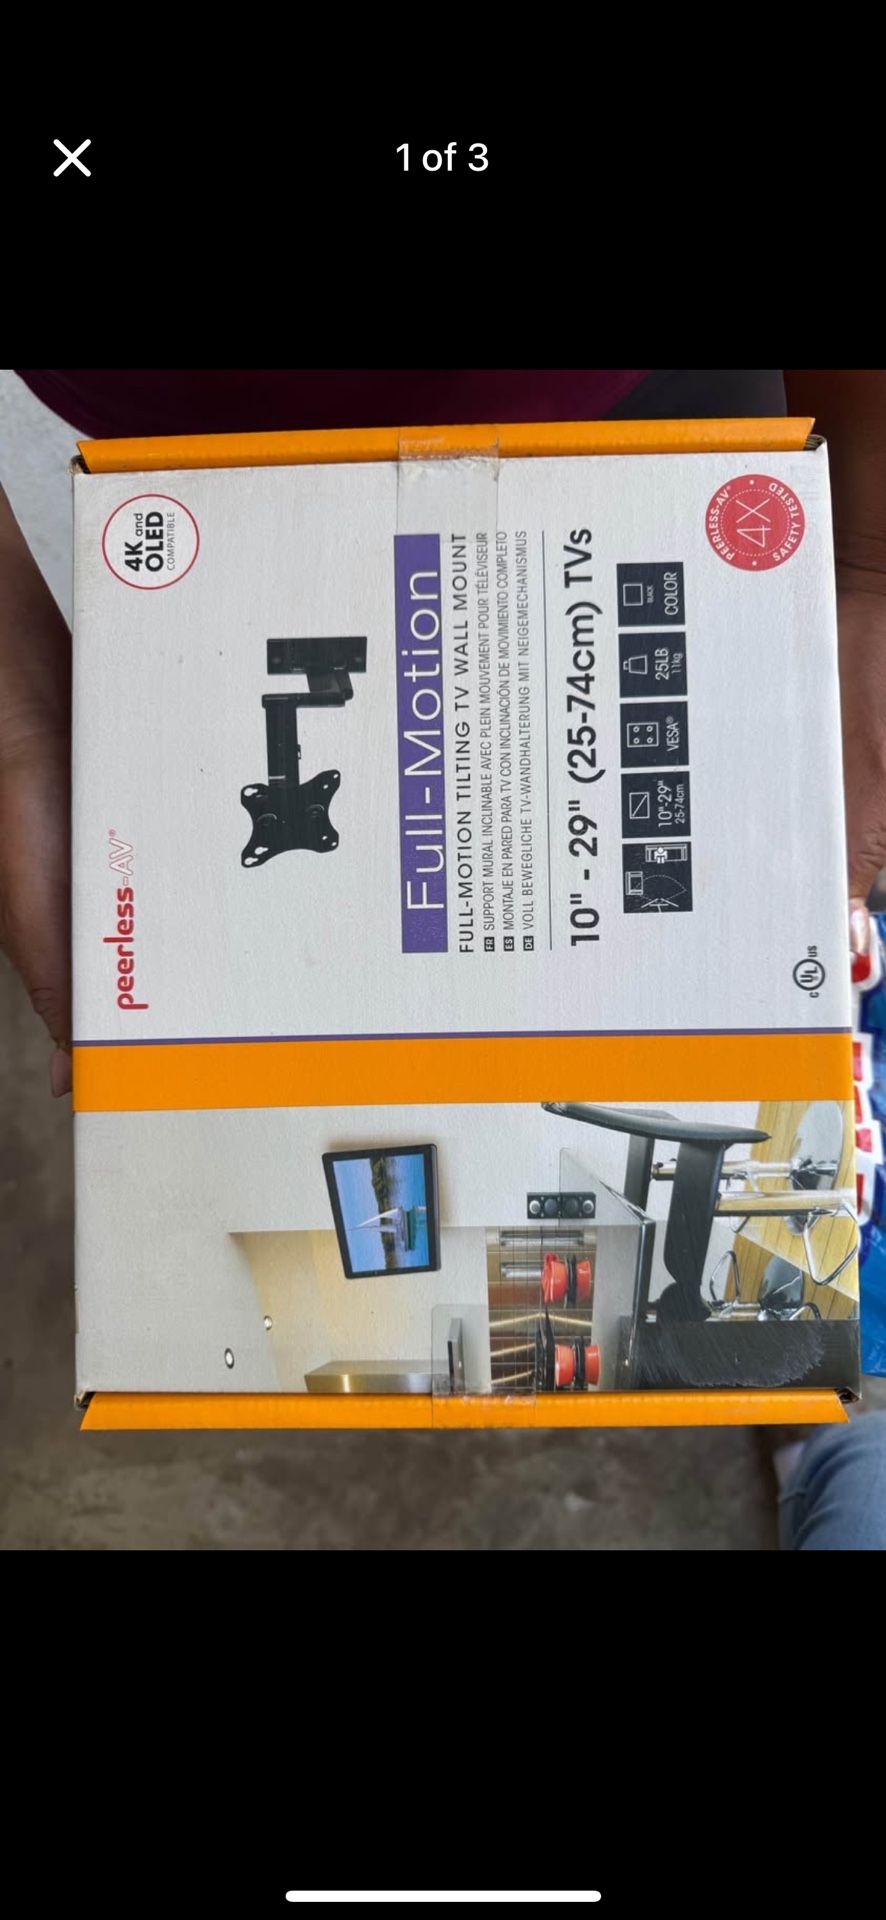 1 of 3
peerless-AV®
4K and
OLED
COMPATIBLE
Full-Motion
FULL-MOTION TILTING TV WALL MOUNT
FR SUPPORT MURAL INCLINABLE AVEC PLEIN MOUVEMENT POUR TÉLÉVISEUR
ES MONTAJE EN PARED PARA TV CON INCLINACIÓN DE MOVIMIENTO COMPLETO
DE VOLL BEWEGLICHE TV-WANDHALTERUNG MIT NEIGEMECHANISMUS
10" - 29" (25-74cm) TVs
10"-29"
25-74cm
VESA®
25LB
11kg
BLACK
COLOR
PEERLESS-AV®
4X
SAFETY TESTED
C UL US